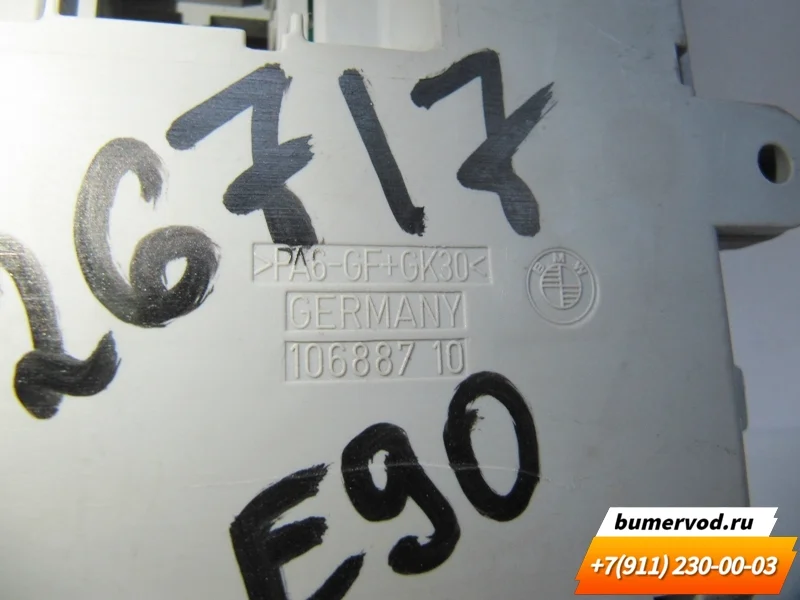 26717
>PA6-GF+GK30<
BMW
GERMANY
106887 10
E90
bumervod.ru
+7(911) 230-00-03